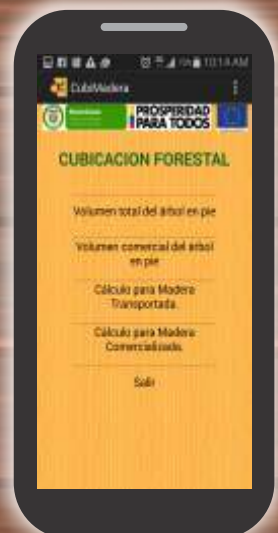 10:14 AM
CubiMadera
PROSPERIDAD
PARA TODOS
CUBICACION FORESTAL
Volumen total del árbol en pie
Volumen comercial del árbol
en pie
Cálculo para Madera
Transportada.
Cálculo para Madera
Comercializada.
Salir